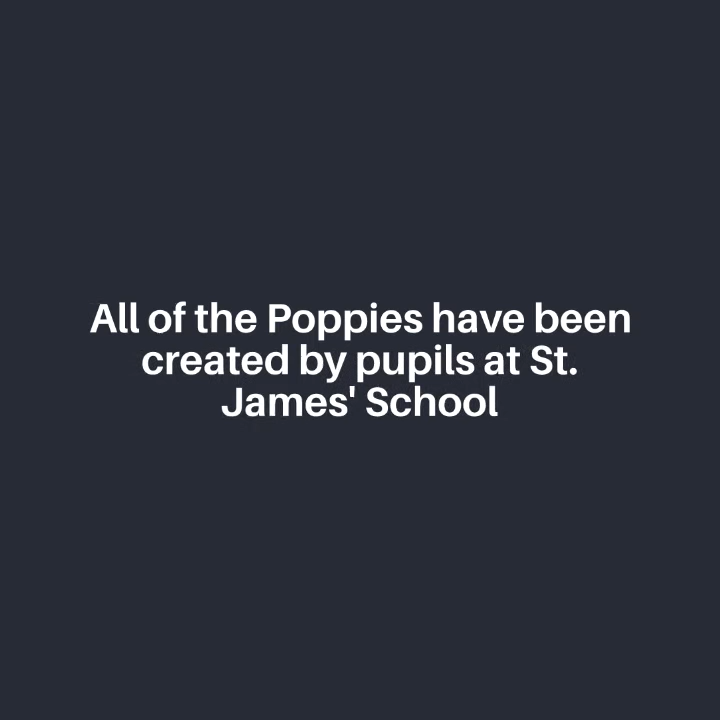 All of the Poppies have been
created by pupils at St.
James' School